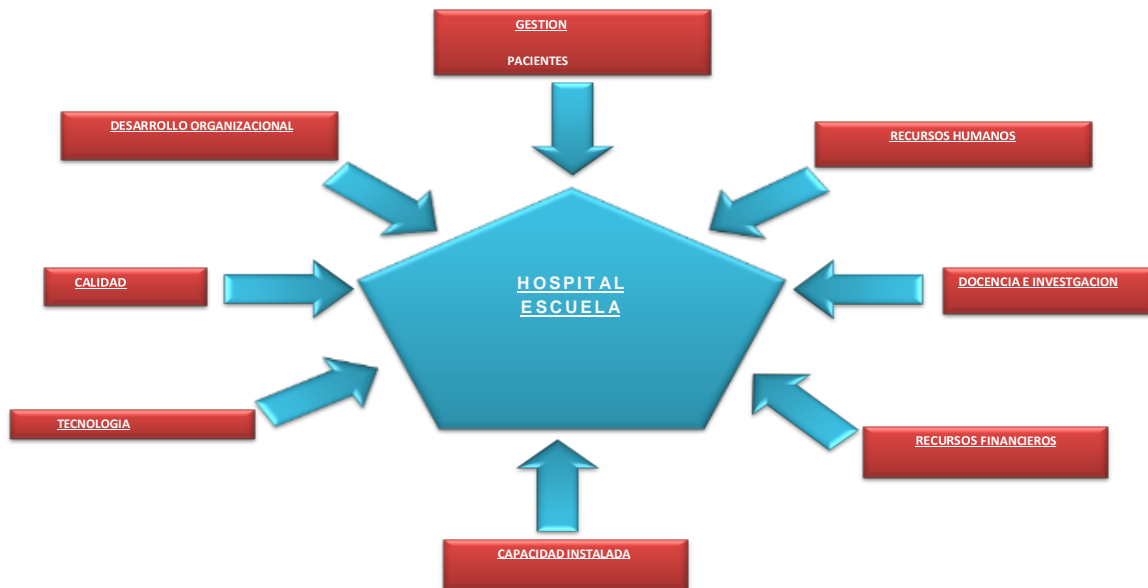 GESTION
PACIENTES
DESARROLLO ORGANIZACIONAL
RECURSOS HUMANOS
CALIDAD
HOSPITAL
ESCUELA
DOCENCIA E INVESTGACION
TECNOLOGIA
RECURSOS FINANCIEROS
CAPACIDAD INSTALADA